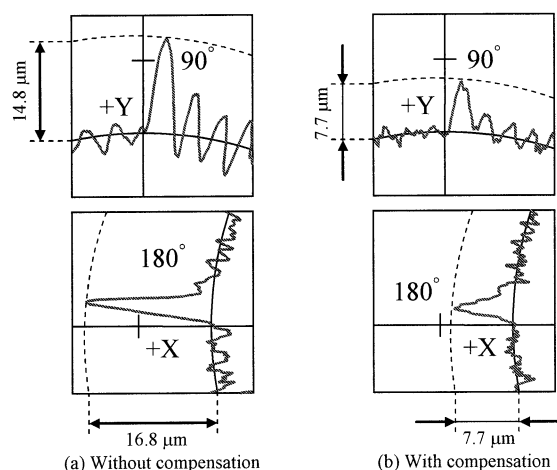 14.8 μm
90°
+Y
180°
+X
16.8 μm
(a) Without compensation
7.7 μm
90°
+Y
180°
+X
7.7 μm
(b) With compensation